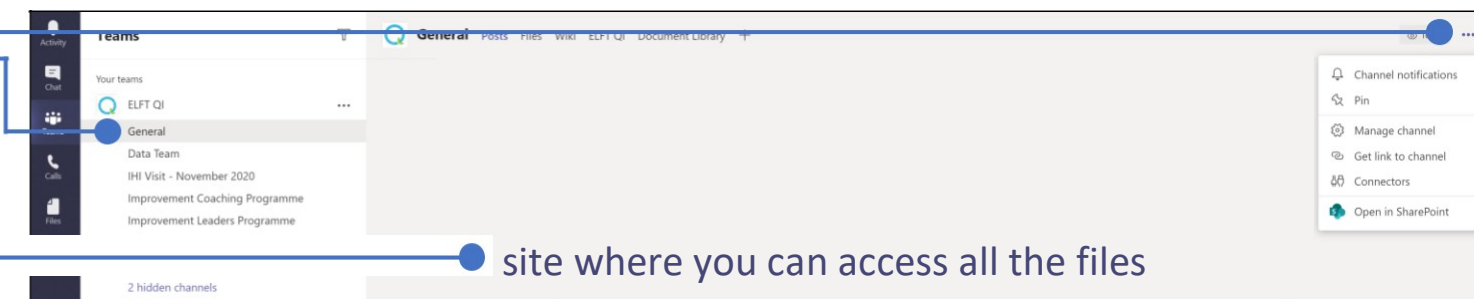 Activity
Chat
Teams
Calls
Files
Teams
Your teams
ELFT QI
General
Data Team
IHI Visit - November 2020
Improvement Coaching Programme
Improvement Leaders Programme
2 hidden channels
General Posts Files Wiki ELFT QI Document Library +
Channel notifications
Pin
Manage channel
Get link to channel
Connectors
Open in SharePoint
site where you can access all the files